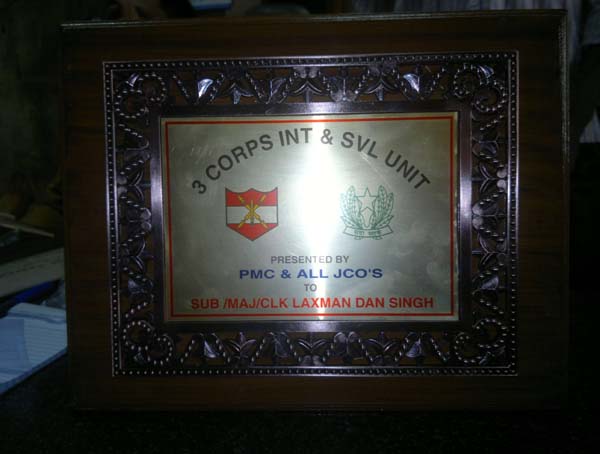 3 CORPS INT & SVL UNIT
PRESENTED BY
PMC & ALL JCO'S
TO
SUB /MAJ/CLK LAXMAN DAN SINGH